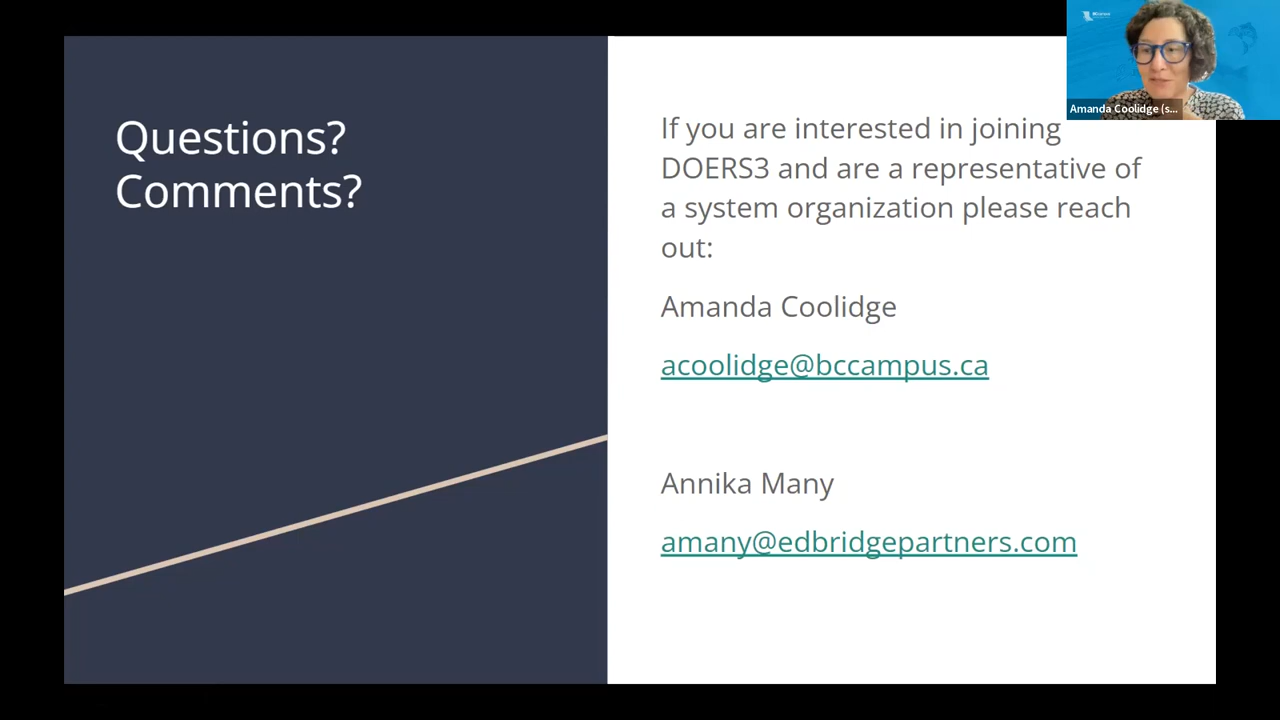 Questions?
Comments?
If you are interested in joining
DOERS3 and are a representative of
a system organization please reach
out:
Amanda Coolidge
acoolidge@bccampus.ca
Annika Many
amany@edbridgepartners.com
Amanda Coolidge (s...